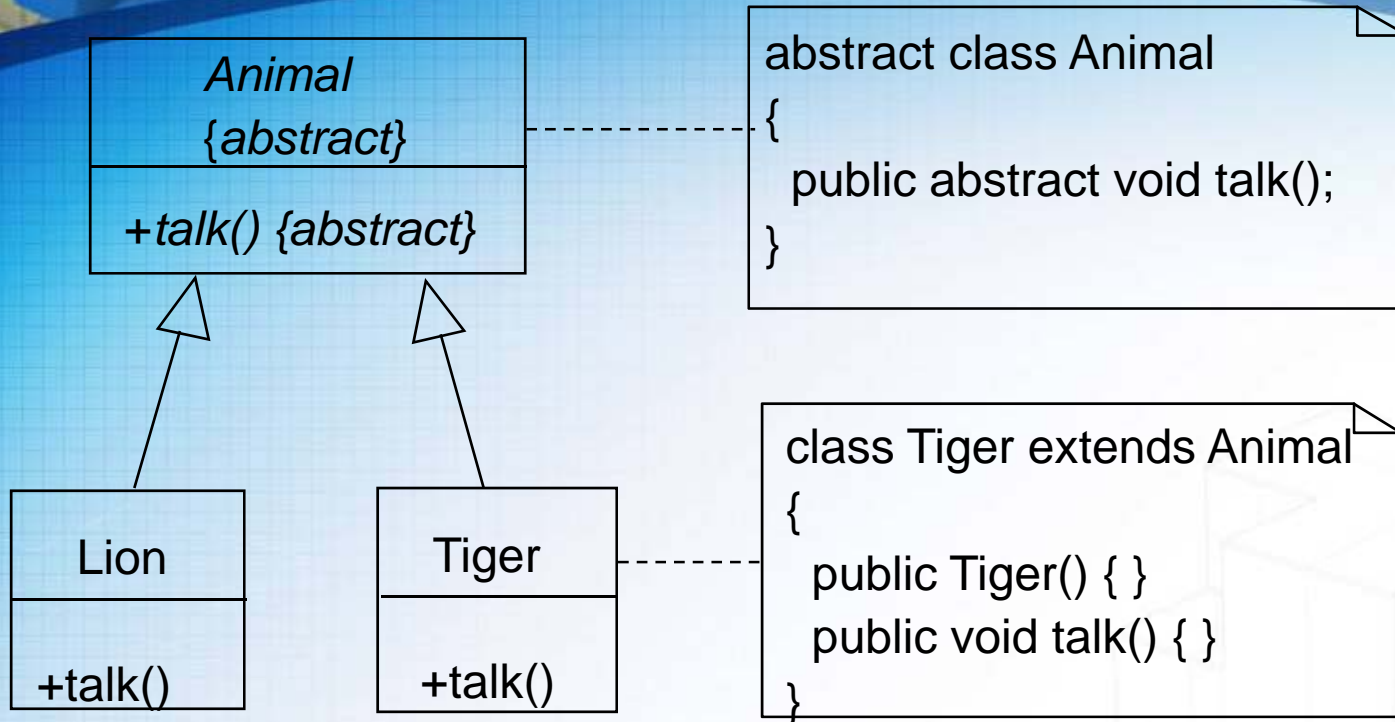 Animal
{abstract}
+talk() {abstract}
abstract class Animal
{
public abstract void talk();
}
Lion
+talk()
Tiger
+talk()
class Tiger extends Animal
{
public Tiger() { }
public void talk() { }
}